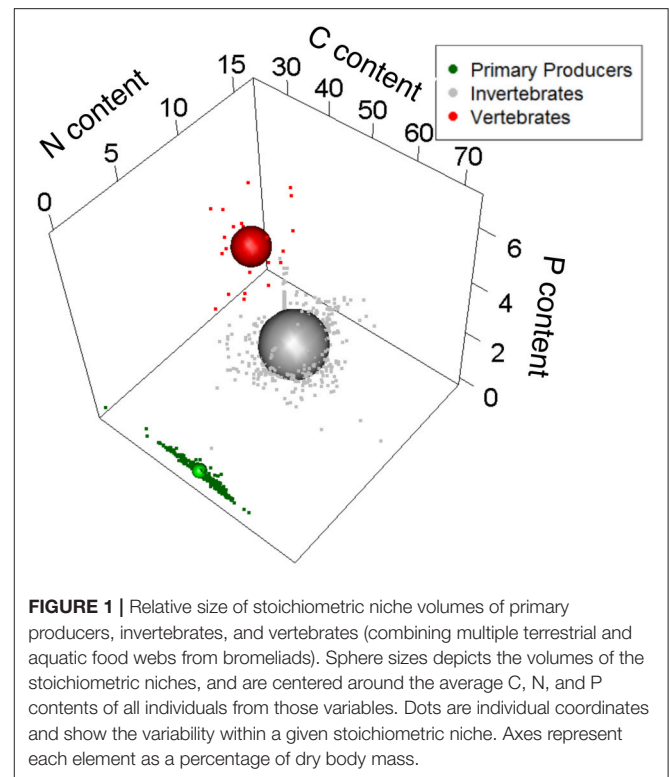 N content
0
5
10
15
C content
30
40
50
60
70
P content
6
4
2
0
Primary Producers
Invertebrates
Vertebrates
FIGURE 1 | Relative size of stoichiometric niche volumes of primary
producers, invertebrates, and vertebrates (combining multiple terrestrial and
aquatic food webs from bromeliads). Sphere sizes depicts the volumes of the
stoichiometric niches, and are centered around the average C, N, and P
contents of all individuals from those variables. Dots are individual coordinates
and show the variability within a given stoichiometric niche. Axes represent
each element as a percentage of dry body mass.